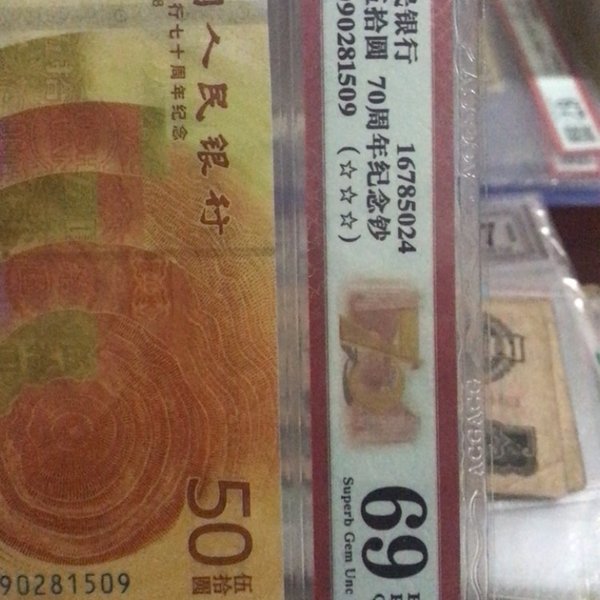 人民银行
行七十周年纪念
50
伍拾圆
90281509
民银行 16785024
拾圆 70周年纪念钞
90281509 (☆☆☆)
69
Superb Gem Unc